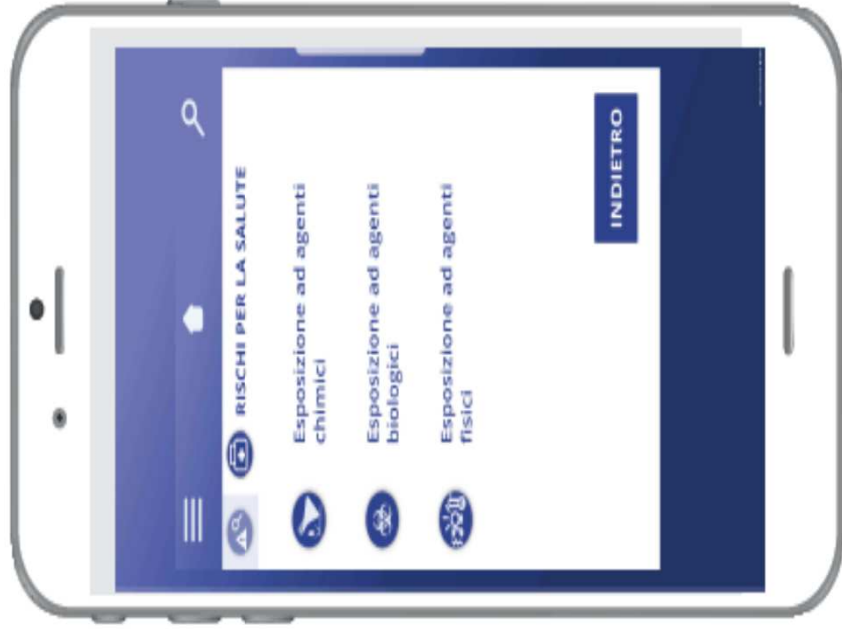 RISCHI PER LA SALUTE
Esposizione ad agenti
chimici
Esposizione ad agenti
biologici
Esposizione ad agenti
fisici
INDIETRO